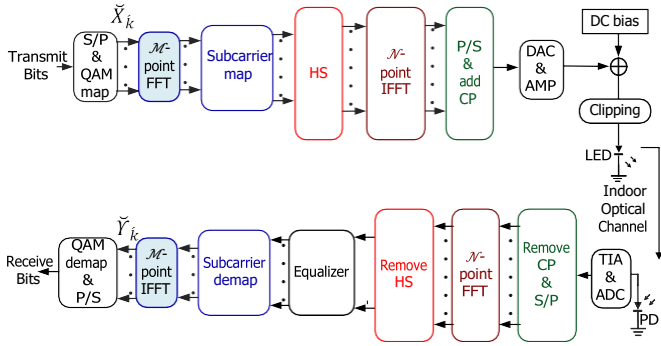 X̆ₖ̇
Transmit
Bits
S/P
&
QAM
map
ℳ-
point
FFT
Subcarrier
map
HS
𝒩-
point
IFFT
P/S
&
add
CP
DAC
&
AMP
DC bias
Clipping
LED
Indoor
Optical
Channel
Receive
Bits
QAM
demap
&
P/S
Y̆ₖ̇
ℳ-
point
IFFT
Subcarrier
demap
Equalizer
Remove
HS
𝒩-
point
FFT
Remove
CP
&
S/P
TIA
&
ADC
PD